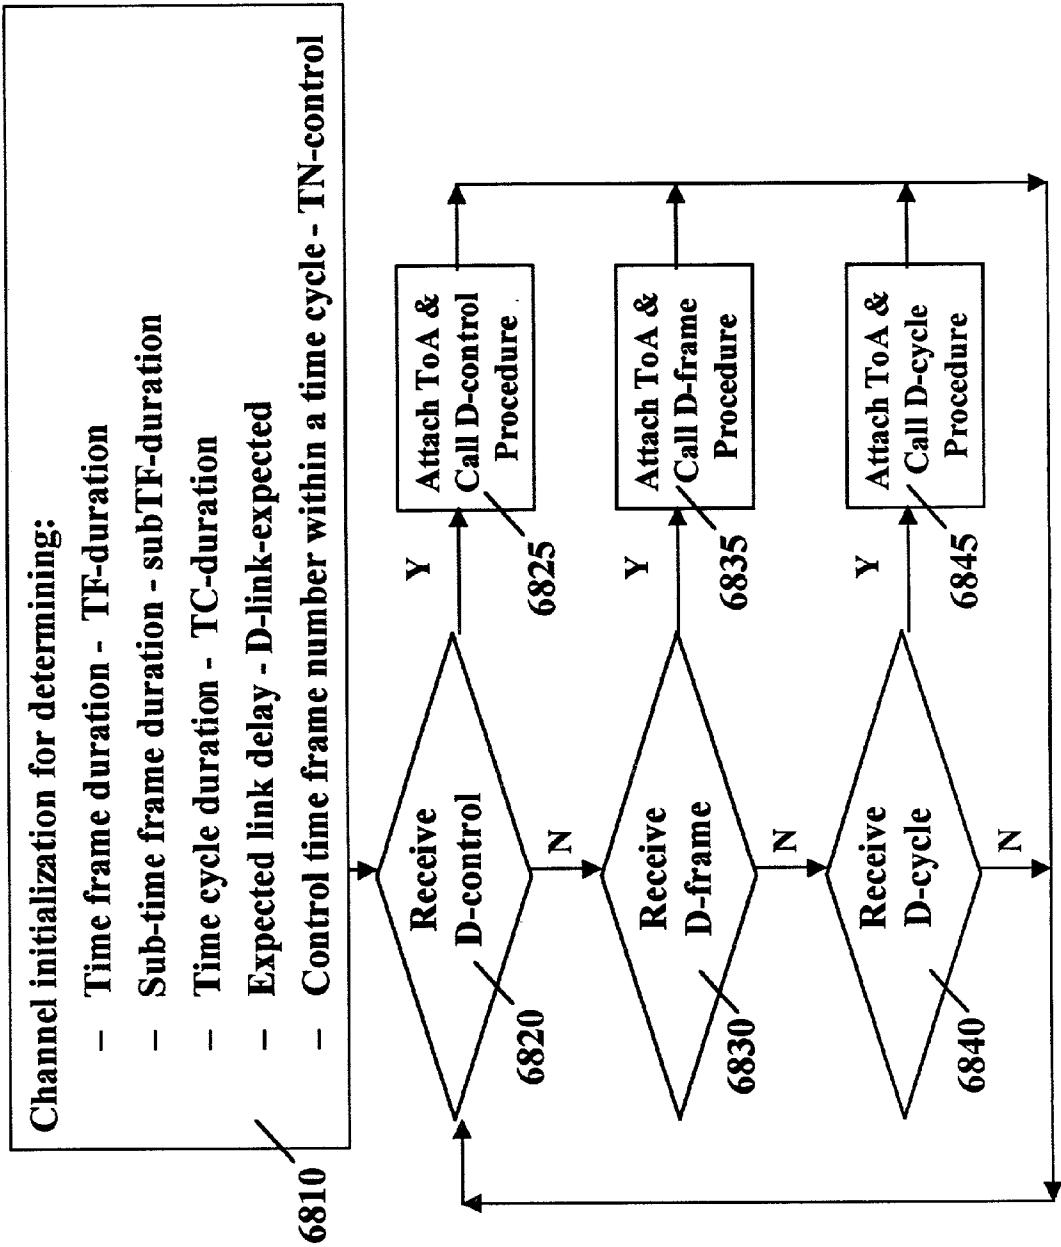 Channel initialization for determining:
– Time frame duration - TF-duration
– Sub-time frame duration - subTF-duration
– Time cycle duration - TC-duration
– Expected link delay - D-link-expected
– Control time frame number within a time cycle - TN-control
6810
Receive
D-control
6820
Y
N
Attach ToA &
Call D-control
Procedure
6825
Receive
D-frame
6830
Y
N
Attach ToA &
Call D-frame
Procedure
6835
Receive
D-cycle
6840
Y
N
Attach ToA &
Call D-cycle
Procedure
6845